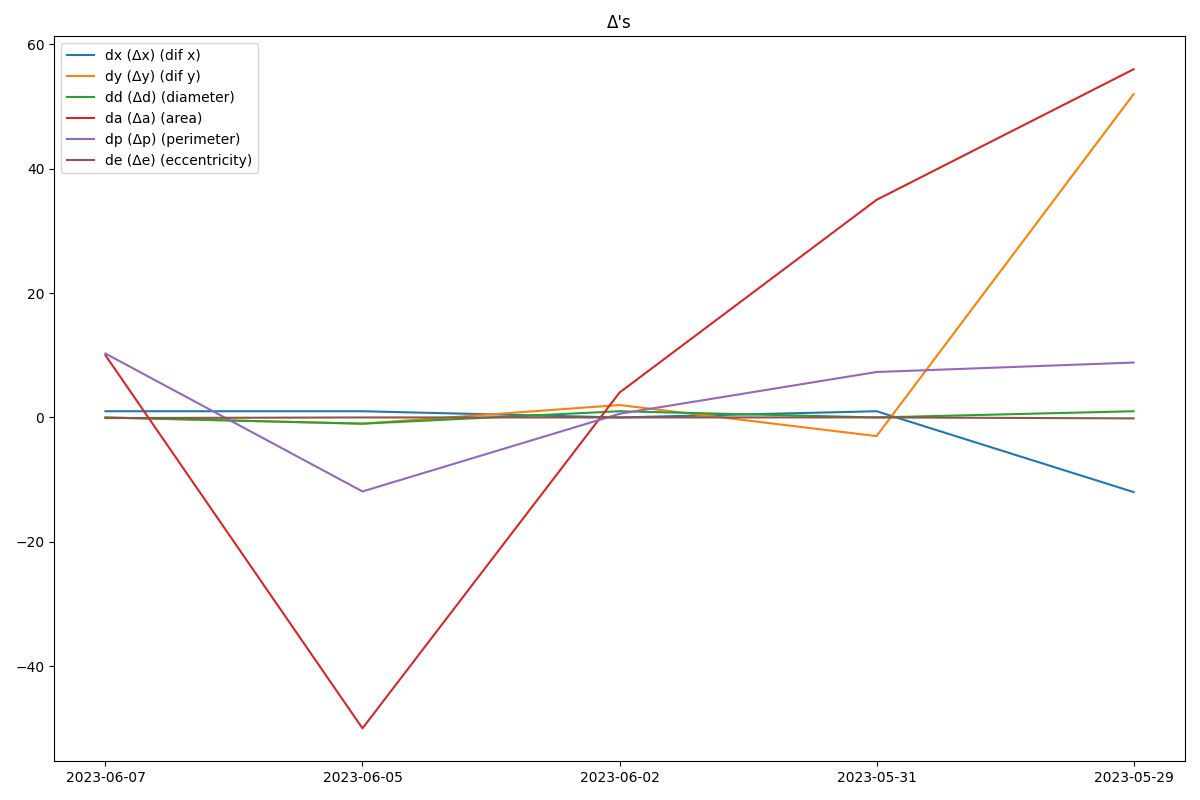 Δ's
60
40
20
0
−20
−40
dx (Δx) (dif x)
dy (Δy) (dif y)
dd (Δd) (diameter)
da (Δa) (area)
dp (Δp) (perimeter)
de (Δe) (eccentricity)
2023-06-07
2023-06-05
2023-06-02
2023-05-31
2023-05-29